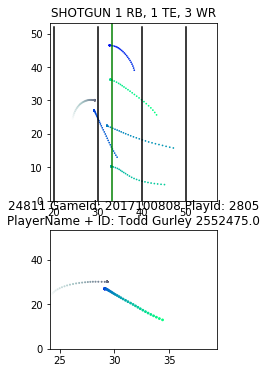 SHOTGUN 1 RB, 1 TE, 3 WR
50
40
30
20
10
0
20 30 40 50
24811 GameId: 2017100808 PlayId: 2805
PlayerName + ID: Todd Gurley 2552475.0
40
20
0
25 30 35